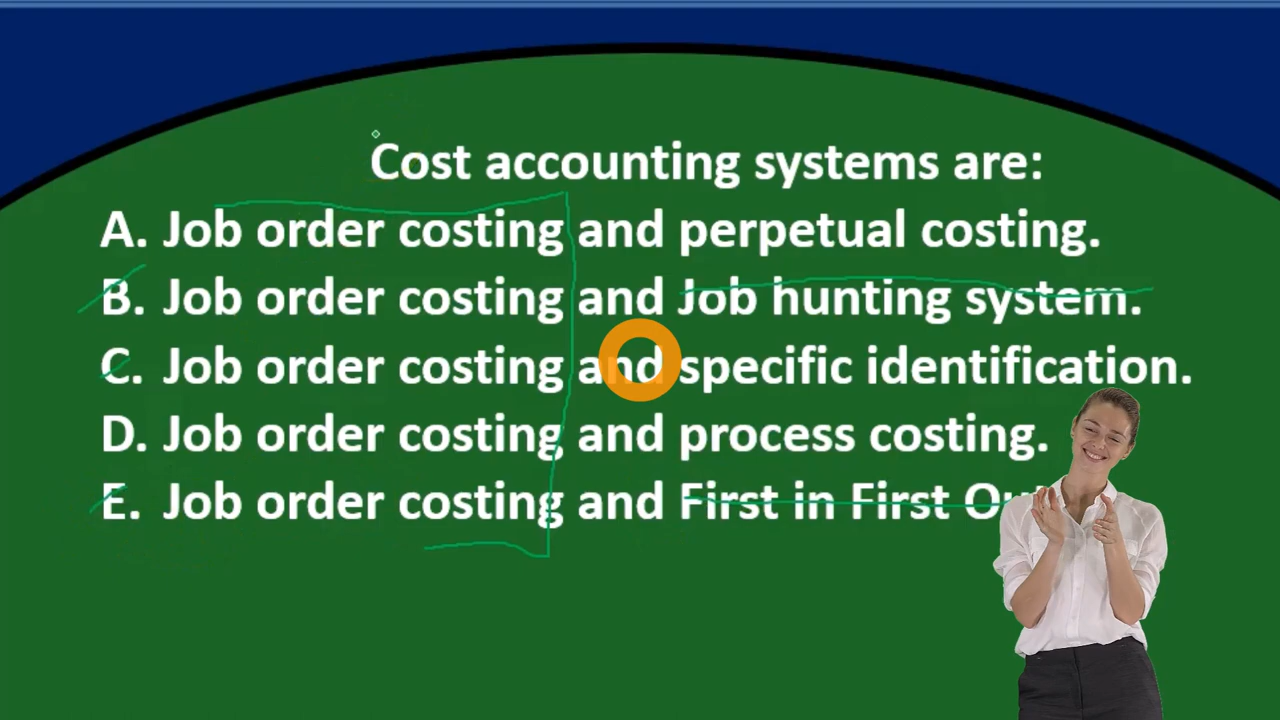 Cost accounting systems are:
A. Job order costing and perpetual costing.
B. Job order costing and Job hunting system.
C. Job order costing and specific identification.
D. Job order costing and process costing.
E. Job order costing and First in First